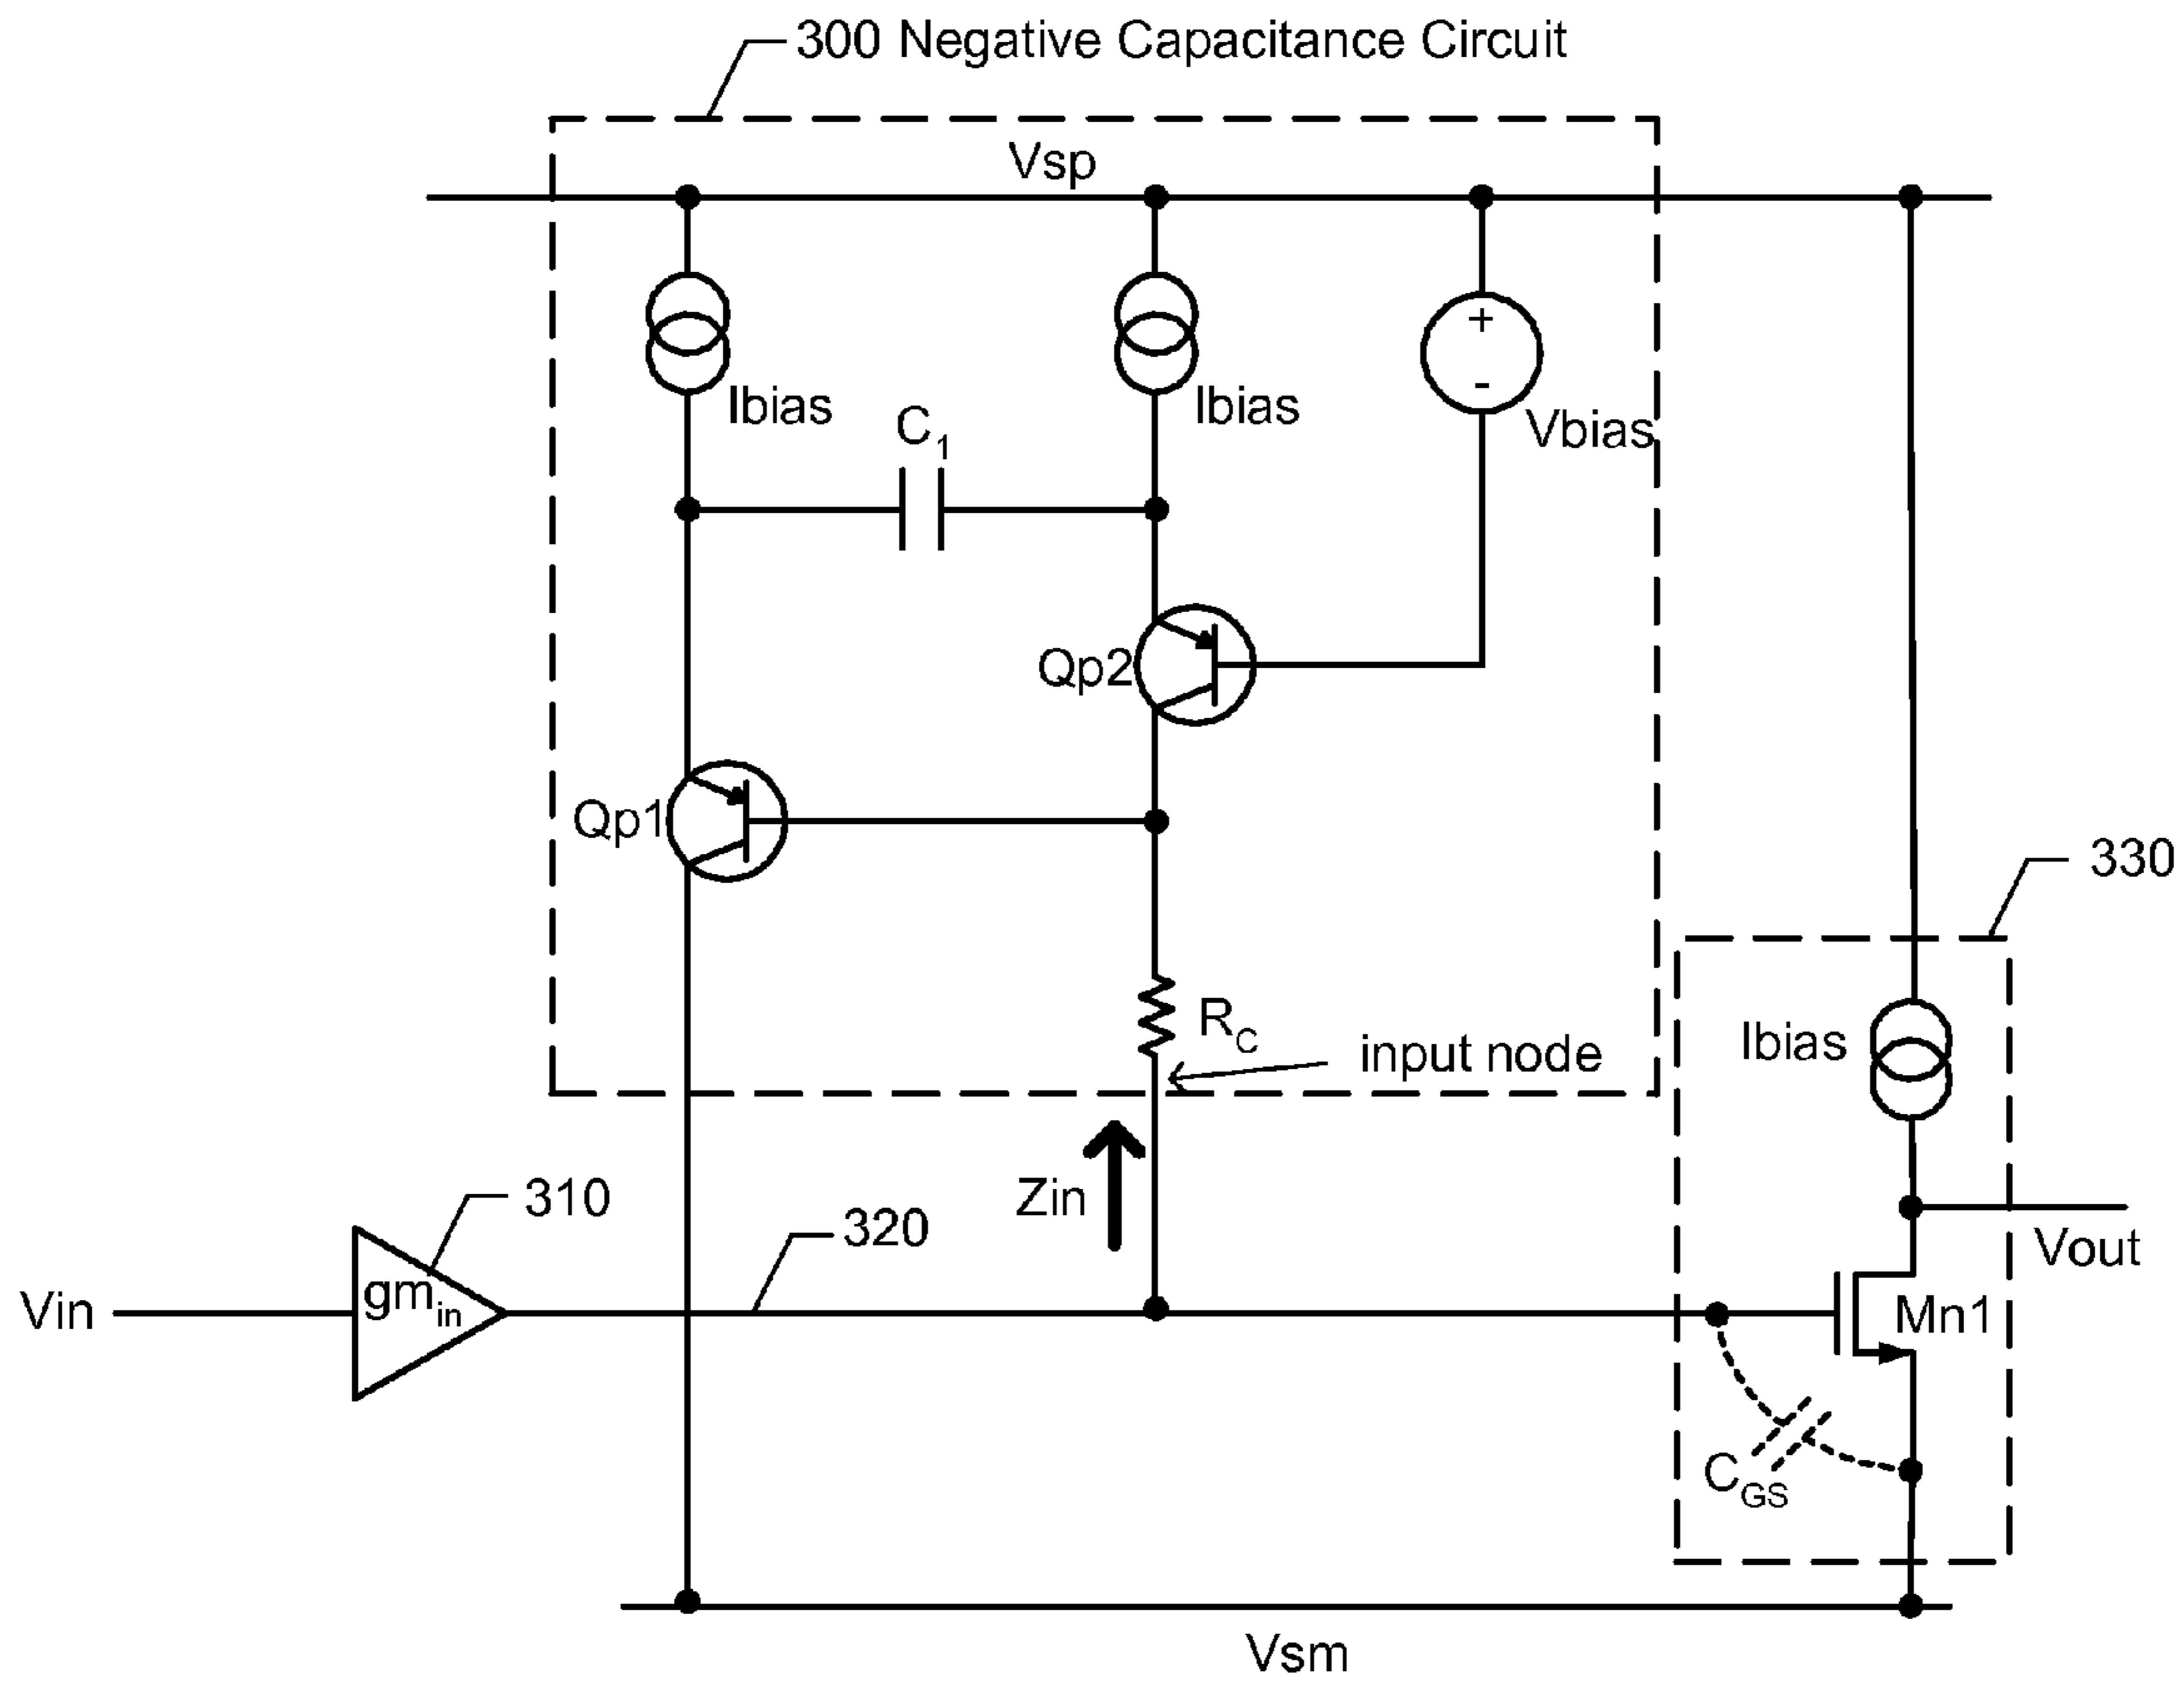 300 Negative Capacitance Circuit
Vsp
+
-
Ibias
Ibias
Vbias
C1
Qp2
Qp1
330
RC
input node
Ibias
Zin
310
320
Vout
Vin
gmin
Mn1
CGS
Vsm